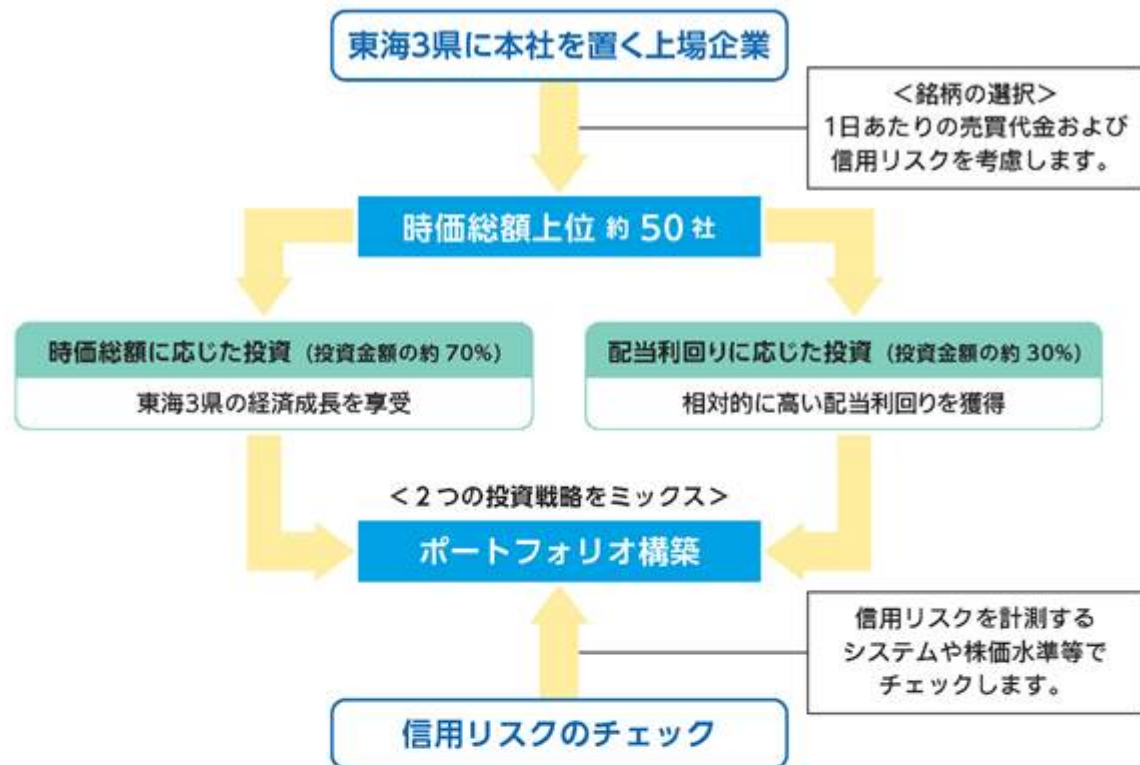 東海3県に本社を置く上場企業
＜銘柄の選択＞
1日あたりの売買代金および
信用リスクを考慮します。
時価総額上位 約 50 社
時価総額に応じた投資 (投資金額の約 70%)
東海3県の経済成長を享受
配当利回りに応じた投資 (投資金額の約 30%)
相対的に高い配当利回りを獲得
＜２つの投資戦略をミックス＞
ポートフォリオ構築
信用リスクを計測する
システムや株価水準等で
チェックします。
信用リスクのチェック